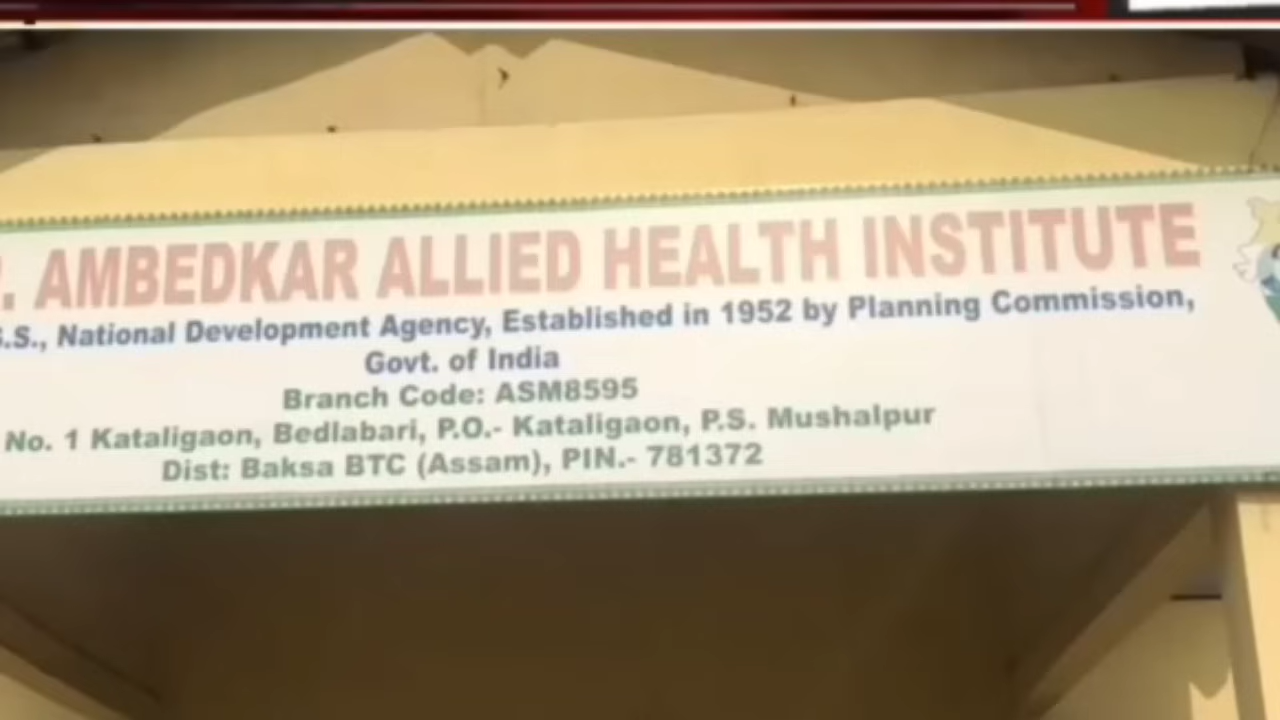 . AMBEDKAR ALLIED HEALTH INSTITUTE
.S., National Development Agency, Established in 1952 by Planning Commission,
Govt. of India
Branch Code: ASM8595
No. 1 Kataligaon, Bedlabari, P.O.- Kataligaon, P.S. Mushalpur
Dist: Baksa BTC (Assam), PIN.- 781372